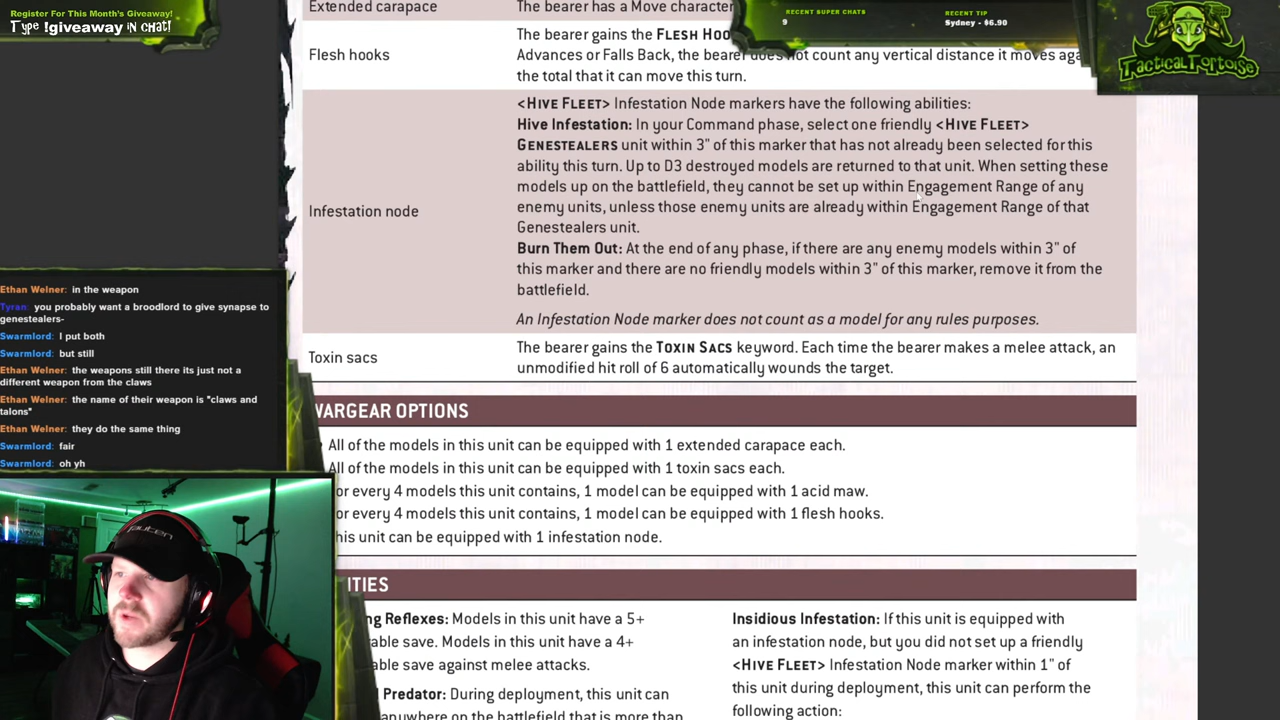 Register For This Month's Giveaway!
Type !giveaway in chat!
RECENT SUPER CHATS
9
RECENT TIP
Sydney - $6.90
TacticalTortoise
Extended carapace
The bearer has a Move
Flesh hooks
The bearer gains the FLESH
Advances or Falls Back, the bearer does not count any vertical distance it moves
the total that it can move this turn.
Infestation node
<HIVE FLEET> Infestation Node markers have the following abilities:
Hive Infestation: In your Command phase, select one friendly <HIVE FLEET>
GENESTEALERS unit within 3" of this marker that has not already been selected for this
ability this turn. Up to D3 destroyed models are returned to that unit. When setting these
models up on the battlefield, they cannot be set up within Engagement Range of any
enemy units, unless those enemy units are already within Engagement Range of that
Genestealers unit.
Burn Them Out: At the end of any phase, if there are any enemy models within 3" of
this marker and there are no friendly models within 3" of this marker, remove it from the
battlefield.
An Infestation Node marker does not count as a model for any rules purposes.
Toxin sacs
The bearer gains the TOXIN SACS keyword. Each time the bearer makes a melee attack, an
unmodified hit roll of 6 automatically wounds the target.
WARGEAR OPTIONS
All of the models in this unit can be equipped with 1 extended carapace each.
All of the models in this unit can be equipped with 1 toxin sacs each.
or every 4 models this unit contains, 1 model can be equipped with 1 acid maw.
or every 4 models this unit contains, 1 model can be equipped with 1 flesh hooks.
his unit can be equipped with 1 infestation node.
ITIES
ng Reflexes: Models in this unit have a 5+
able save. Models in this unit have a 4+
able save against melee attacks.
Predator: During deployment, this unit can
anywhere on the battlefield that is more than
Insidious Infestation: If this unit is equipped with
an infestation node, but you did not set up a friendly
<HIVE FLEET> Infestation Node marker within 1" of
this unit during deployment, this unit can perform the
following action:
Ethan Welner: in the weapon
Tyran: you probably want a broodlord to give synapse to
genestealers-
Swarmlord: I put both
Swarmlord: but still
Ethan Welner: the weapons still there its just not a
different weapon from the claws
Ethan Welner: the name of their weapon is "claws and
talons"
Ethan Welner: they do the same thing
Swarmlord: fair
Swarmlord: oh yh
rauten